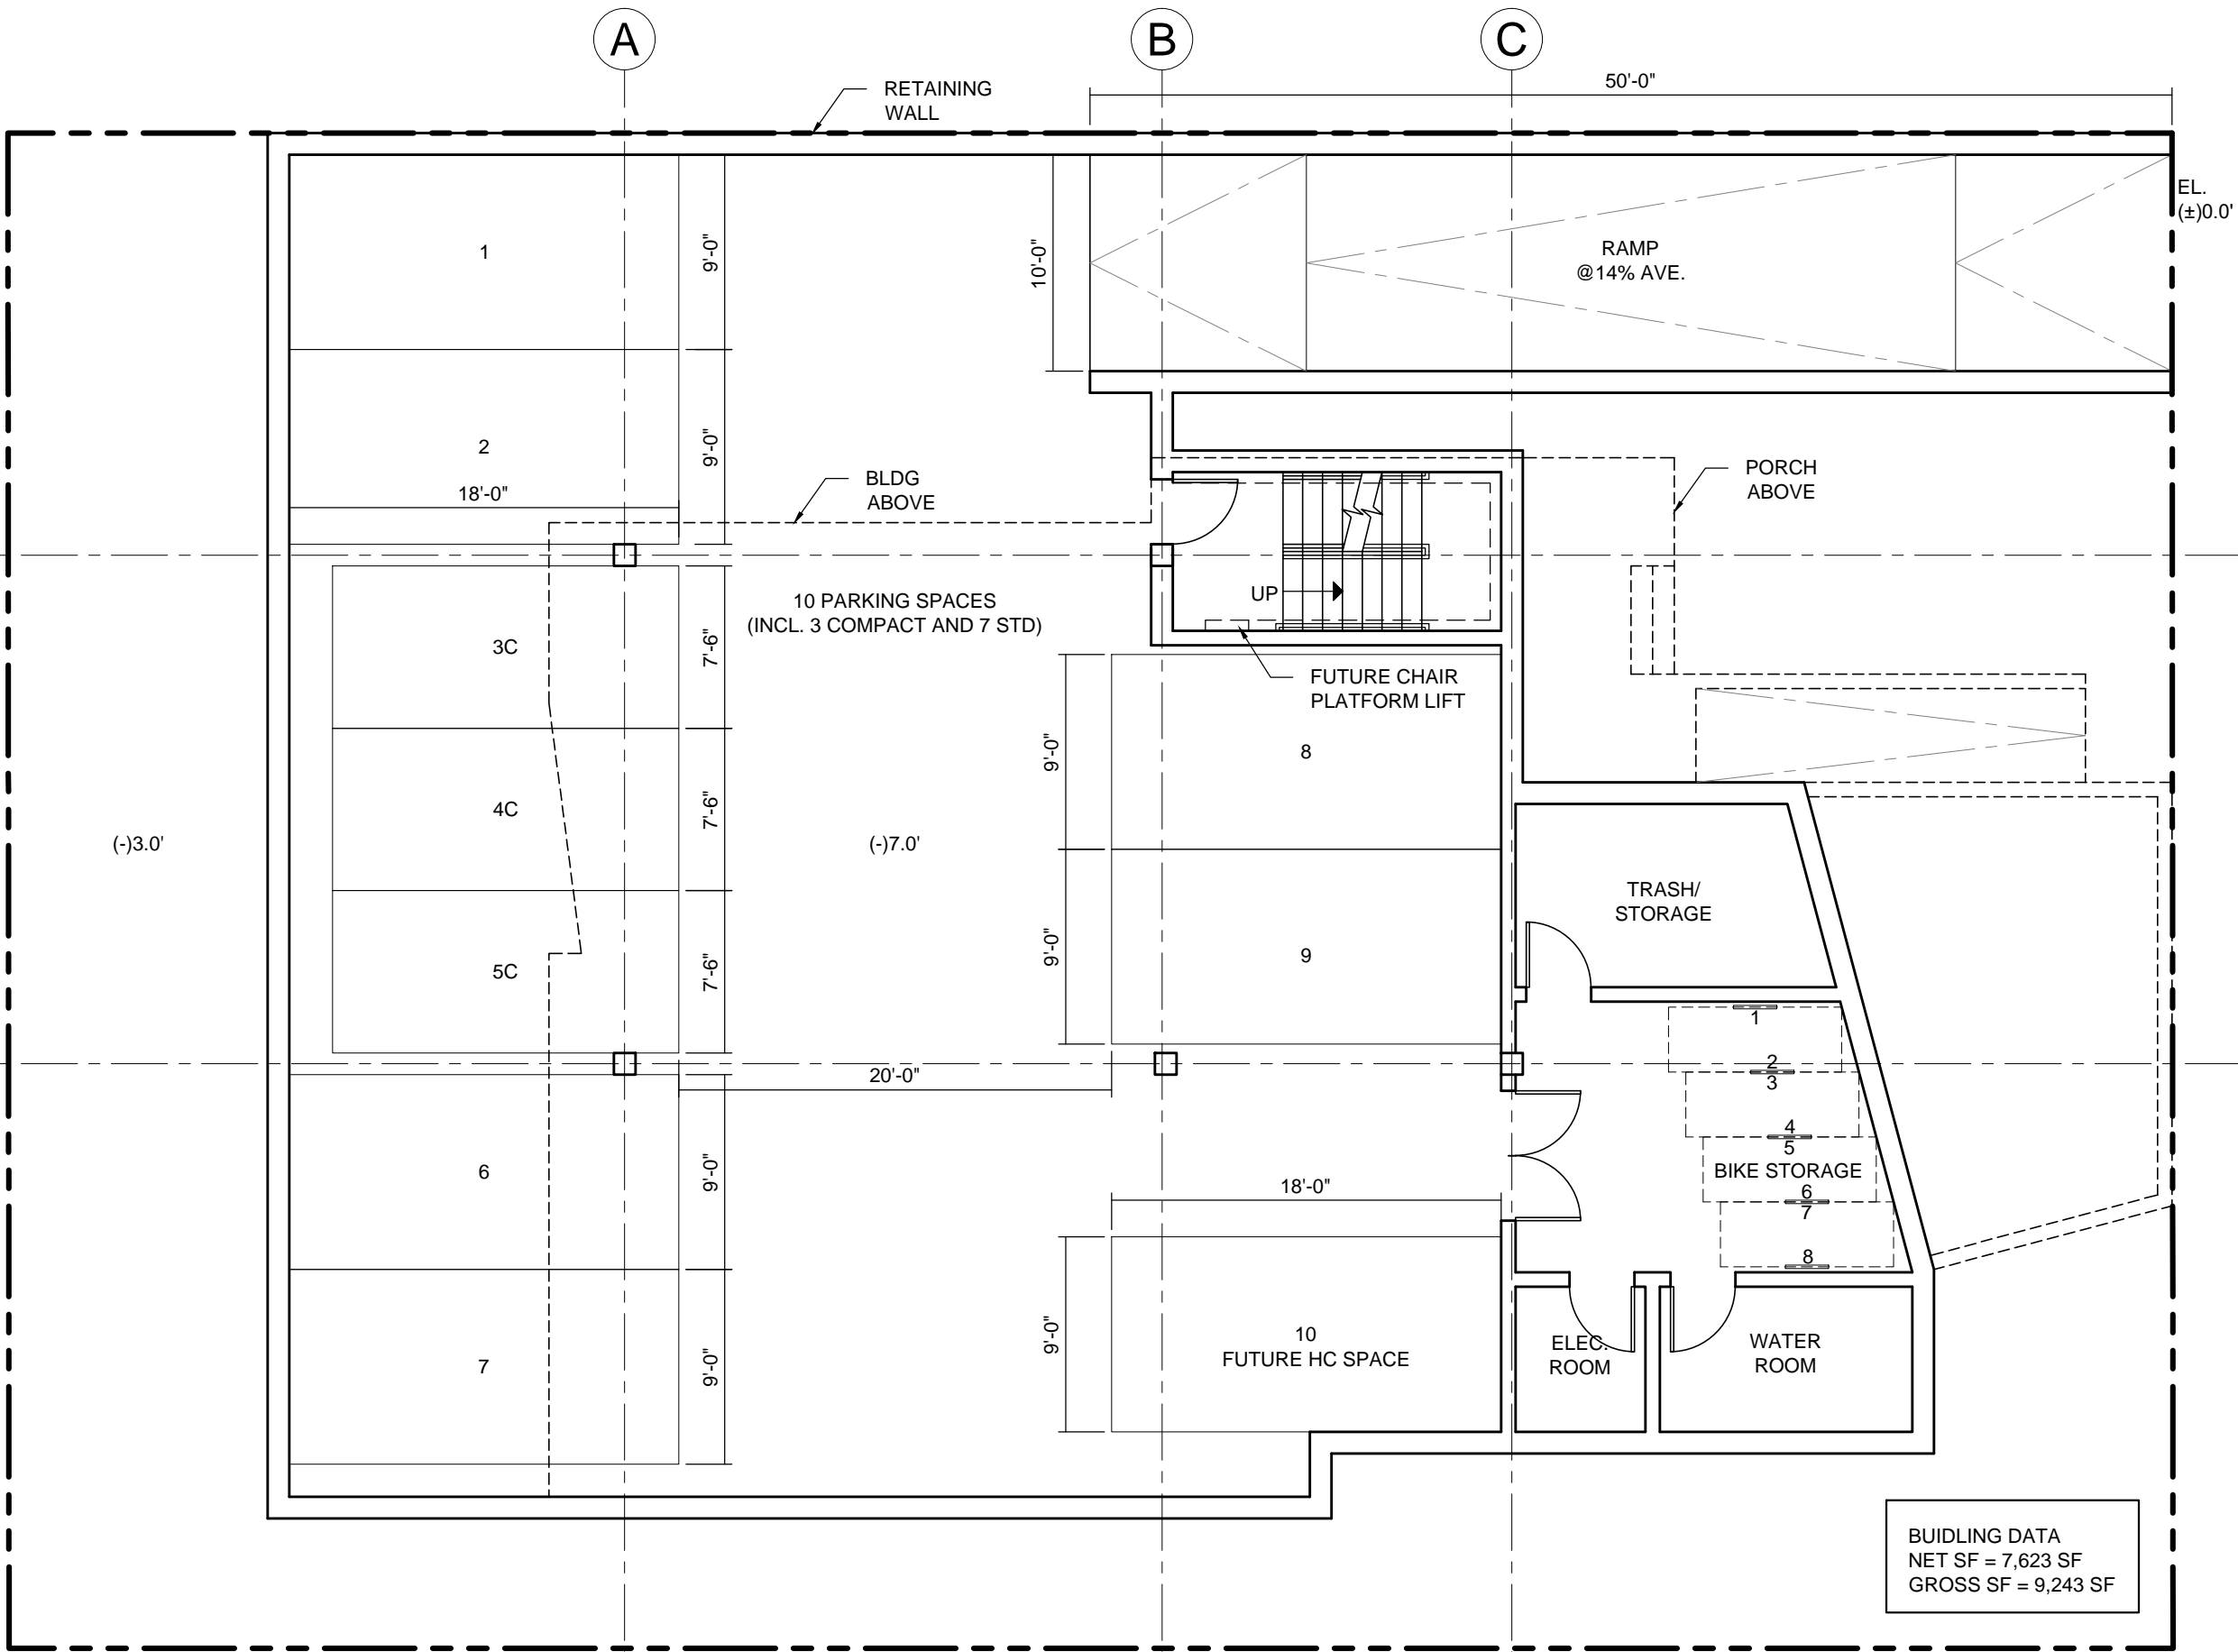 A
B
C
RETAINING
WALL
50'-0"
EL.
(±)0.0'
1
9'-0"
10'-0"
RAMP
@14% AVE.
2
9'-0"
18'-0"
BLDG
ABOVE
PORCH
ABOVE
10 PARKING SPACES
(INCL. 3 COMPACT AND 7 STD)
UP
3C
7'-6"
FUTURE CHAIR
PLATFORM LIFT
9'-0"
8
4C
7'-6"
(-)3.0'
(-)7.0'
TRASH/
STORAGE
5C
7'-6"
9'-0"
9
1
2
3
4
5
BIKE STORAGE
6
7
8
20'-0"
6
9'-0"
18'-0"
7
9'-0"
9'-0"
10
FUTURE HC SPACE
ELEC.
ROOM
WATER
ROOM
BUIDLING DATA
NET SF = 7,623 SF
GROSS SF = 9,243 SF